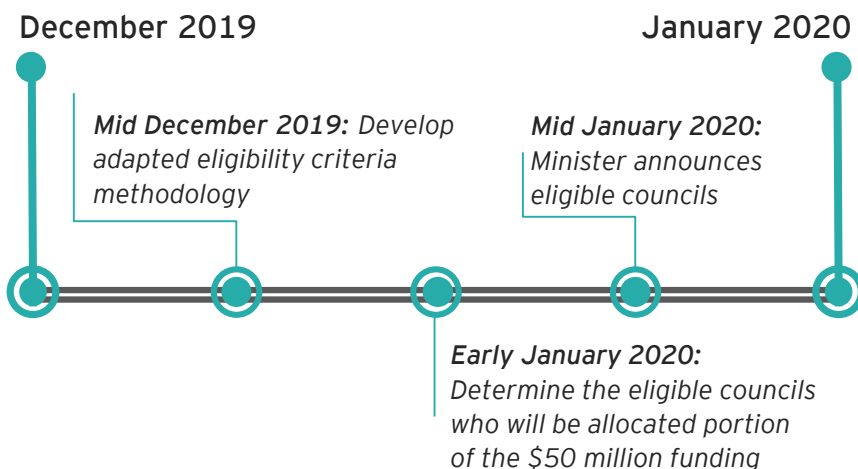 December 2019
January 2020
Mid December 2019: Develop
adapted eligibility criteria
methodology
Mid January 2020:
Minister announces
eligible councils
Early January 2020:
Determine the eligible councils
who will be allocated portion
of the $50 million funding